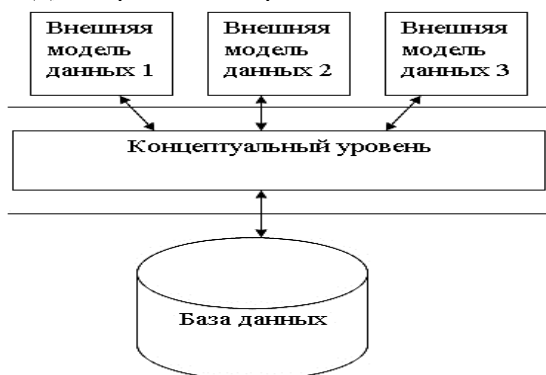 Внешняя
модель
данных 1
Внешняя
модель
данных 2
Внешняя
модель
данных 3
Концептуальный уровень
База данных